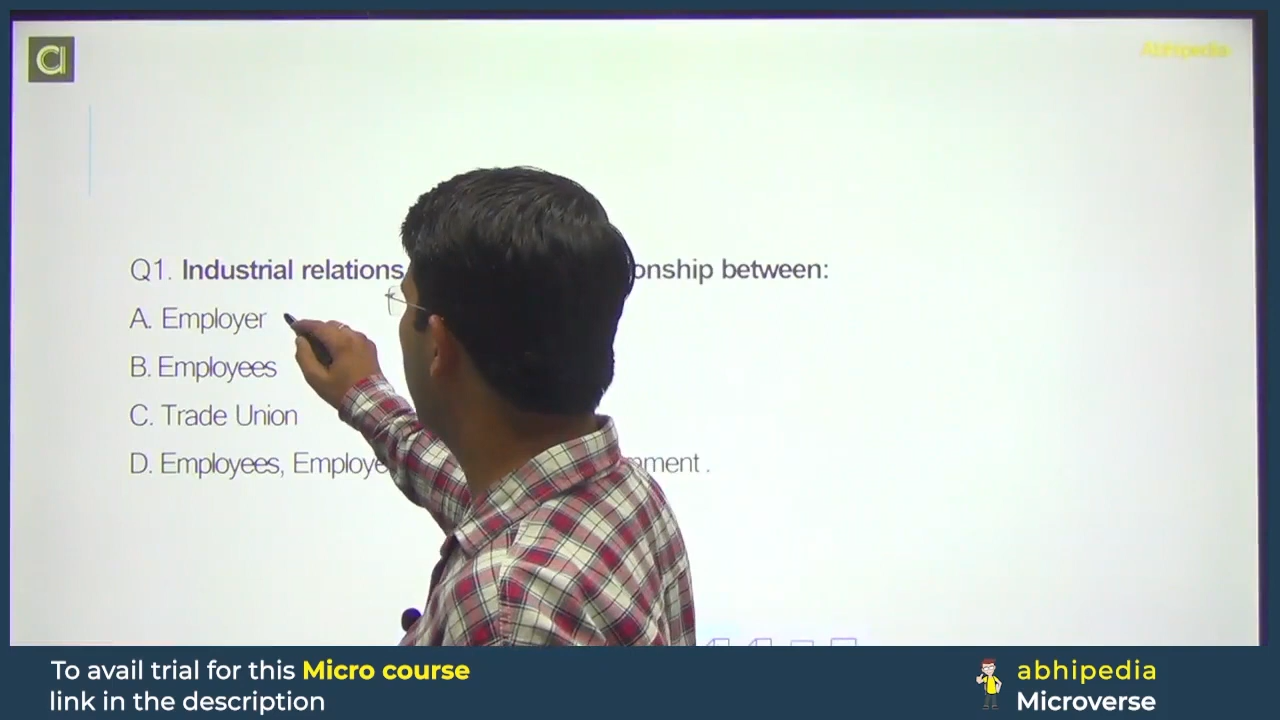 Abhipedia
Q1. Industrial relations onship between:
A. Employer
B. Employees
C. Trade Union
D. Employees, Employe nment .
To avail trial for this Micro course
link in the description
abhipedia
Microverse